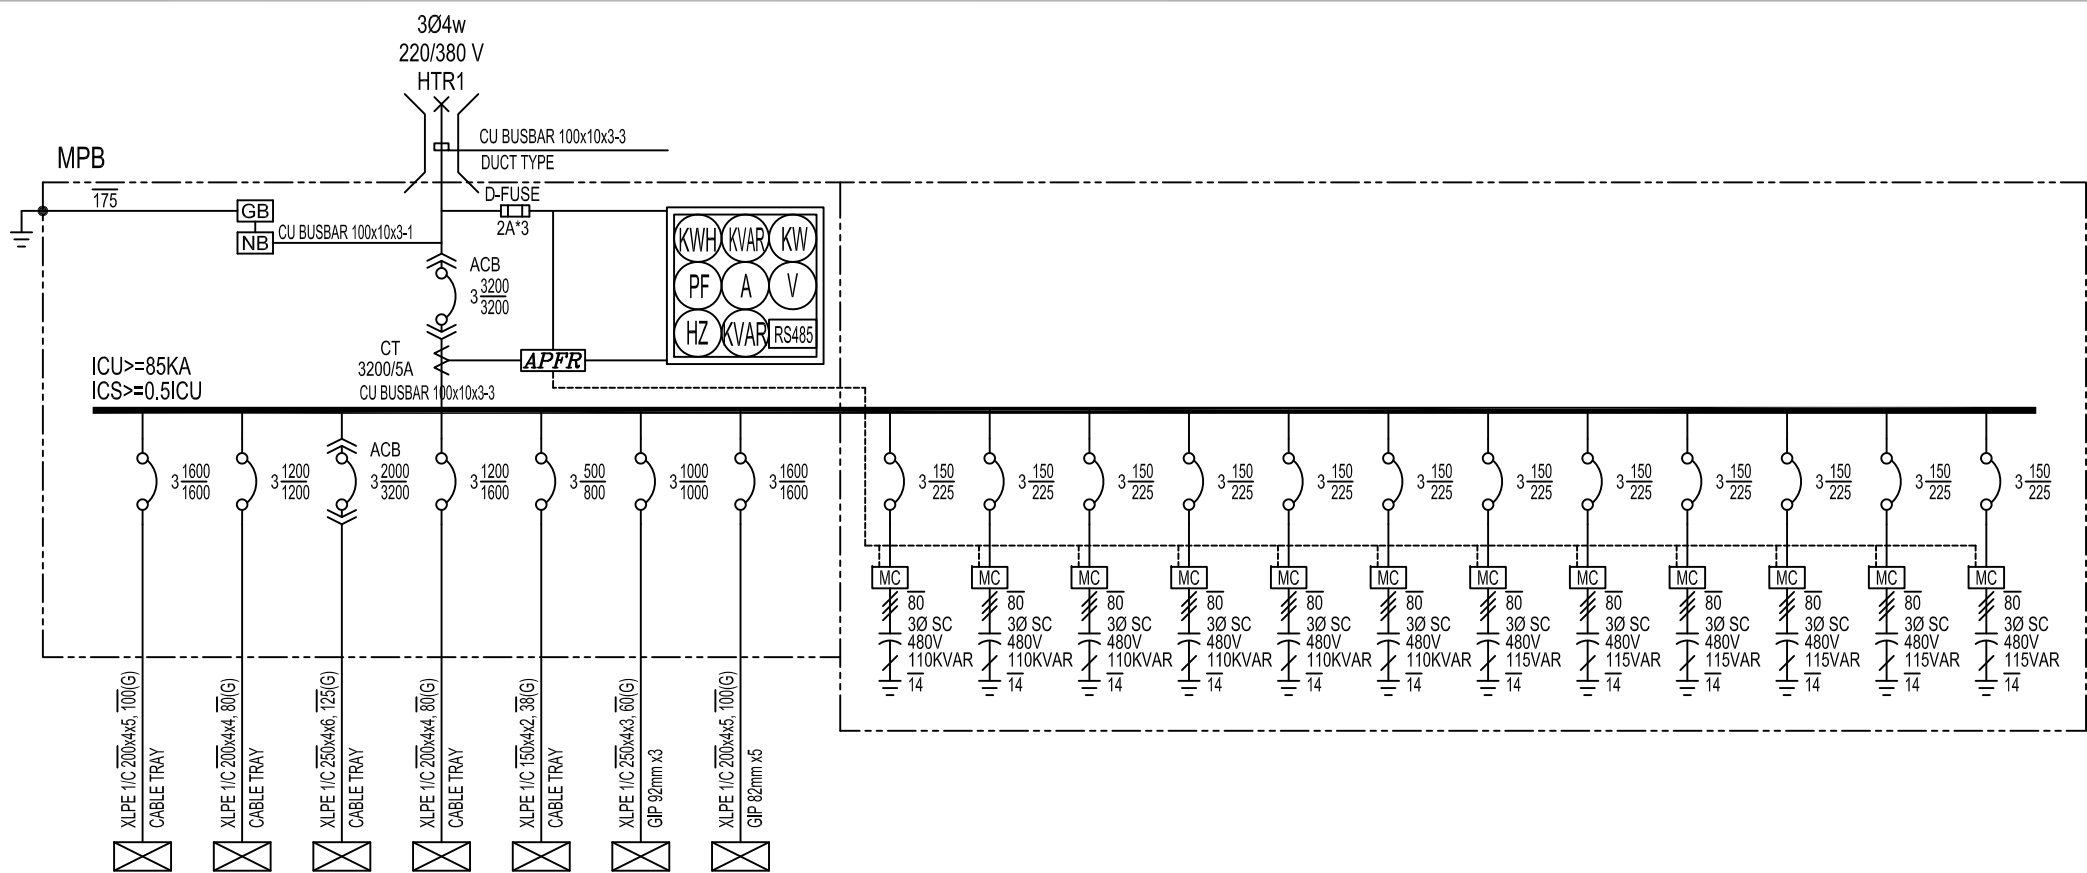 3Ø4w
220/380 V
HTR1
CU BUSBAR 100x10x3-3
DUCT TYPE
MPB
175
GB
NB
CU BUSBAR 100x10x3-1
D-FUSE
2A*3
KWH KVAR KW
PF A V
HZ KVAR RS485
ACB
3 3200
3200
CT
3200/5A
APFR
CU BUSBAR 100x10x3-3
ICU>=85KA
ICS>=0.5ICU
3 1600
1600
3 1200
1200
ACB
3 2000
3200
3 1200
1600
3 500
800
3 1000
1000
3 1600
1600
3 150
225
3 150
225
3 150
225
3 150
225
3 150
225
3 150
225
3 150
225
3 150
225
3 150
225
3 150
225
3 150
225
3 150
225
MC
80
3Ø SC
480V
110KVAR
14
MC
80
3Ø SC
480V
110KVAR
14
MC
80
3Ø SC
480V
110KVAR
14
MC
80
3Ø SC
480V
110KVAR
14
MC
80
3Ø SC
480V
110KVAR
14
MC
80
3Ø SC
480V
110KVAR
14
MC
80
3Ø SC
480V
115VAR
14
MC
80
3Ø SC
480V
115VAR
14
MC
80
3Ø SC
480V
115VAR
14
MC
80
3Ø SC
480V
115VAR
14
MC
80
3Ø SC
480V
115VAR
14
MC
80
3Ø SC
480V
115VAR
14
XLPE 1/C 200x4x5, 100(G)
CABLE TRAY
XLPE 1/C 200x4x4, 80(G)
CABLE TRAY
XLPE 1/C 250x4x6, 125(G)
CABLE TRAY
XLPE 1/C 200x4x4, 80(G)
CABLE TRAY
XLPE 1/C 150x4x2, 38(G)
CABLE TRAY
XLPE 1/C 250x4x3, 60(G)
GIP 92mm x3
XLPE 1/C 200x4x5, 100(G)
GIP 82mm x5